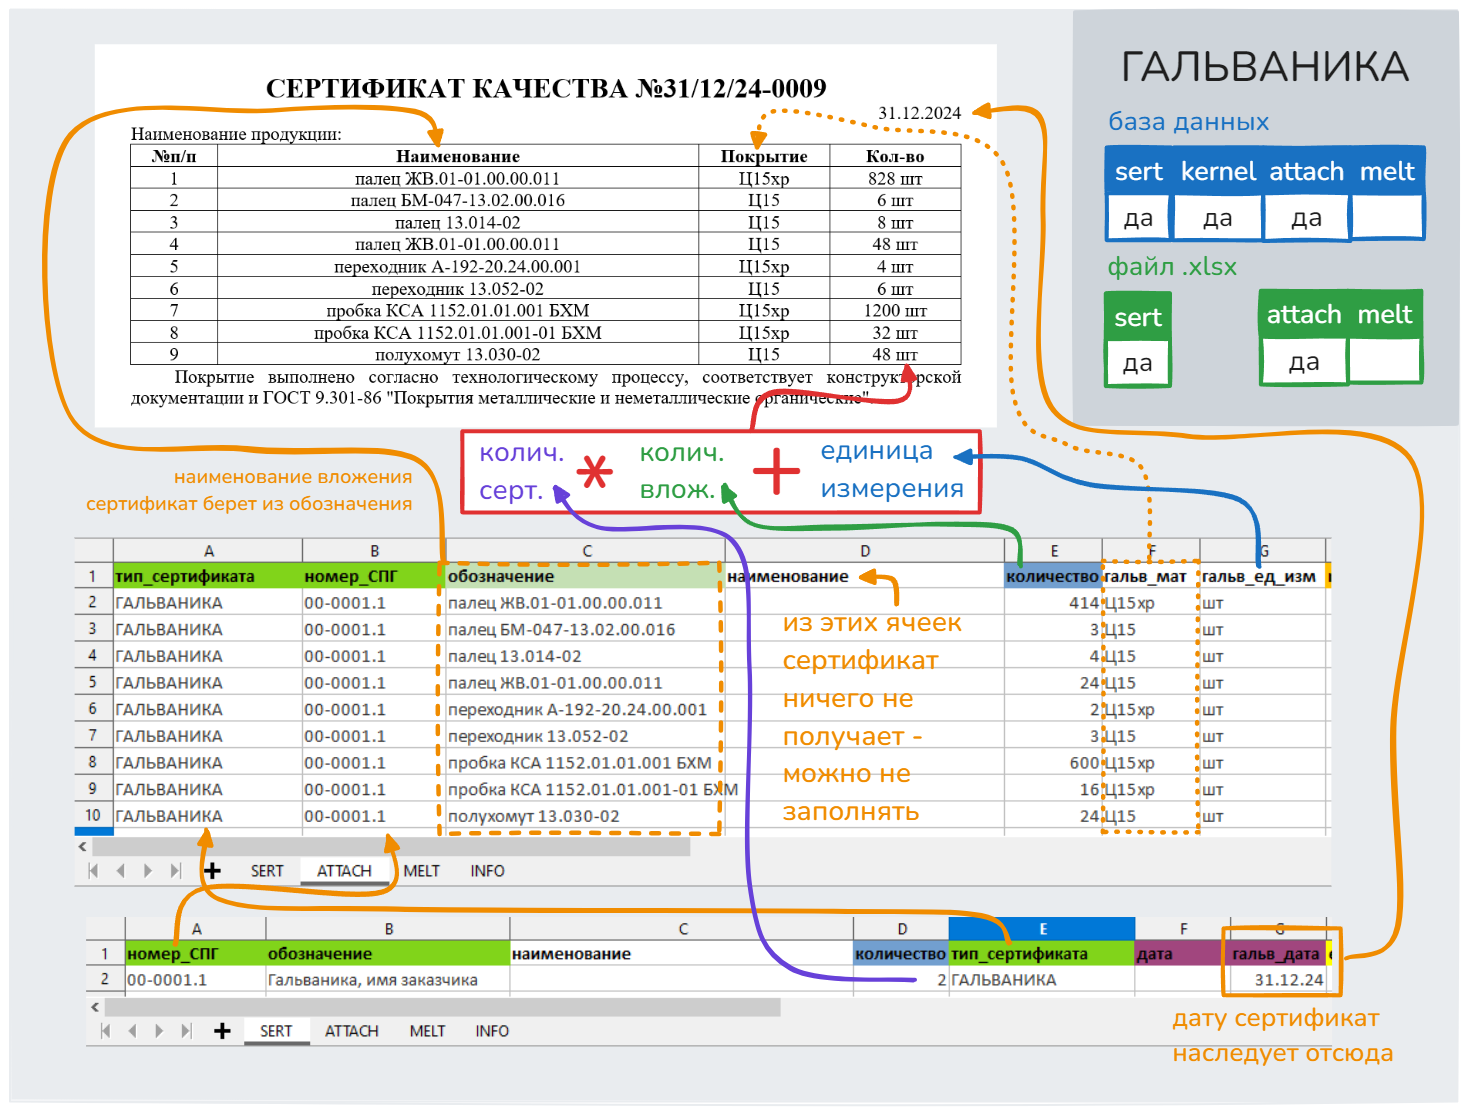 СЕРТИФИКАТ КАЧЕСТВА №31/12/24-0009
31.12.2024
Наименование продукции:
№п/п Наименование Покрытие Кол-во
1 палец ЖВ.01-01.00.00.011 Ц15хр 828 шт
2 палец БМ-047-13.02.00.016 Ц15 6 шт
3 палец 13.014-02 Ц15 8 шт
4 палец ЖВ.01-01.00.00.011 Ц15 48 шт
5 переходник А-192-20.24.00.001 Ц15хр 4 шт
6 переходник 13.052-02 Ц15 6 шт
7 пробка КСА 1152.01.01.001 БХМ Ц15хр 1200 шт
8 пробка КСА 1152.01.01.001-01 БХМ Ц15хр 32 шт
9 полухомут 13.030-02 Ц15 48 шт
Покрытие выполнено согласно технологическому процессу, соответствует конструкторской
документации и ГОСТ 9.301-86 "Покрытия металлические и неметаллические органические".
ГАЛЬВАНИКА
база данных
sert kernel attach melt
да да да
файл .xlsx
sert attach melt
да да
колич. серт. * колич. влож. + единица измерения
наименование вложения
сертификат берет из обозначения
A B C D E F G
1 тип_сертификата номер_СПГ обозначение наименование количество гальв_мат гальв_ед_изм
2 ГАЛЬВАНИКА 00-0001.1 палец ЖВ.01-01.00.00.011 414 Ц15хр шт
3 ГАЛЬВАНИКА 00-0001.1 палец БМ-047-13.02.00.016 3 Ц15 шт
4 ГАЛЬВАНИКА 00-0001.1 палец 13.014-02 4 Ц15 шт
5 ГАЛЬВАНИКА 00-0001.1 палец ЖВ.01-01.00.00.011 24 Ц15 шт
6 ГАЛЬВАНИКА 00-0001.1 переходник А-192-20.24.00.001 2 Ц15хр шт
7 ГАЛЬВАНИКА 00-0001.1 переходник 13.052-02 3 Ц15 шт
8 ГАЛЬВАНИКА 00-0001.1 пробка КСА 1152.01.01.001 БХМ 600 Ц15хр шт
9 ГАЛЬВАНИКА 00-0001.1 пробка КСА 1152.01.01.001-01 БХМ 16 Ц15хр шт
10 ГАЛЬВАНИКА 00-0001.1 полухомут 13.030-02 24 Ц15 шт
из этих ячеек
сертификат
ничего не
получает -
можно не
заполнять
SERT ATTACH MELT INFO
A B C D E F G
1 номер_СПГ обозначение наименование количество тип_сертификата дата гальв_дата
2 00-0001.1 Гальваника, имя заказчика 2 ГАЛЬВАНИКА 31.12.24
SERT ATTACH MELT INFO
дату сертификат
наследует отсюда